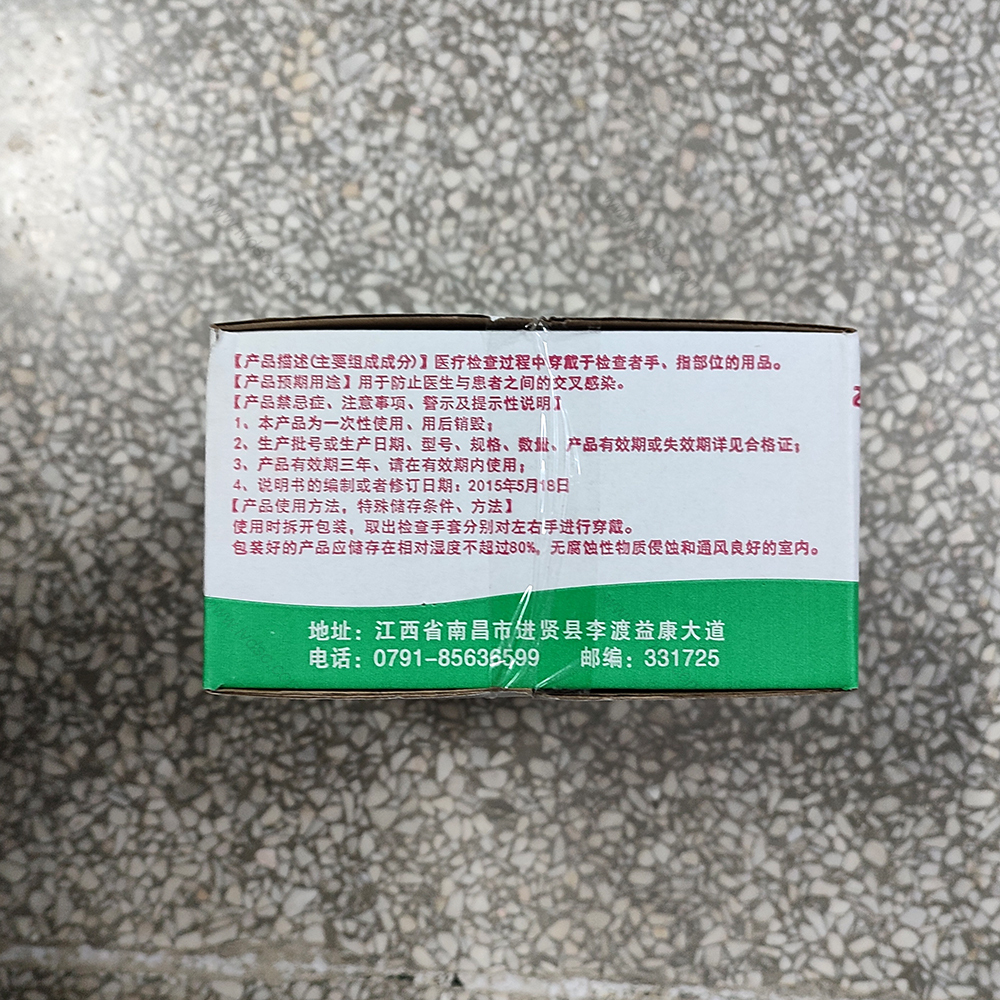 【产品描述(主要组成成分)】医疗检查过程中穿戴于检查者手、指部位的用品。
【产品预期用途】用于防止医生与患者之间的交叉感染。
【产品禁忌症、注意事项、警示及提示性说明】
1、本产品为一次性使用、用后销毁；
2、生产批号或生产日期、型号、规格、数量、产品有效期或失效期详见合格证；
3、产品有效期三年、请在有效期内使用；
4、说明书的编制或者修订日期：2015年5月18日
【产品使用方法，特殊储存条件、方法】
使用时拆开包装，取出检查手套分别对左右手进行穿戴。
包装好的产品应储存在相对湿度不超过80%，无腐蚀性物质侵蚀和通风良好的室内。
地址：江西省南昌市进贤县李渡益康大道
电话：0791-85636599 邮编：331725